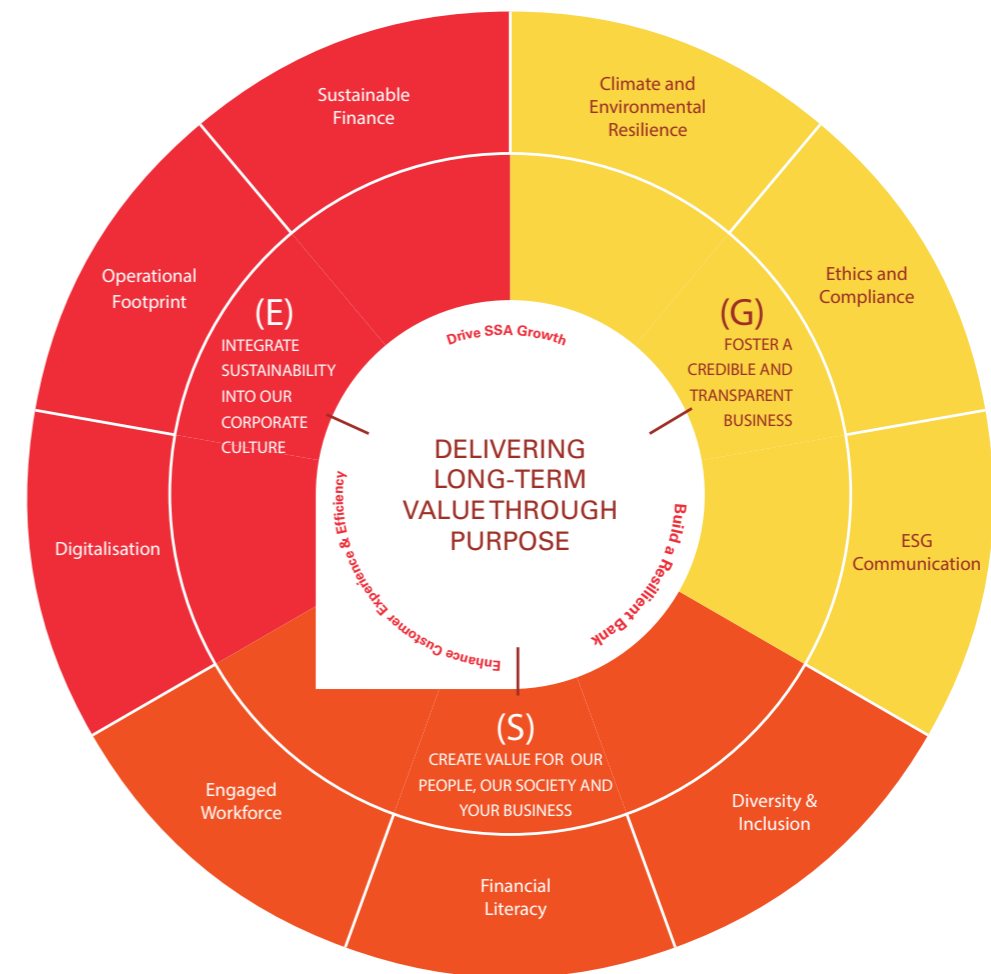 Sustainable
Finance
Climate and
Environmental
Resilience
Operational
Footprint
Ethics and
Compliance
(E)
INTEGRATE
SUSTAINABILITY
INTO OUR
CORPORATE
CULTURE
(G)
FOSTER A
CREDIBLE AND
TRANSPARENT
BUSINESS
Drive SSA Growth
DELIVERING
LONG-TERM
VALUE THROUGH
PURPOSE
Enhance Customer Experience & Efficiency
Build a Resilient Bank
Digitalisation
ESG
Communication
(S)
CREATE VALUE FOR OUR
PEOPLE, OUR SOCIETY AND
YOUR BUSINESS
Engaged
Workforce
Financial
Literacy
Diversity &
Inclusion